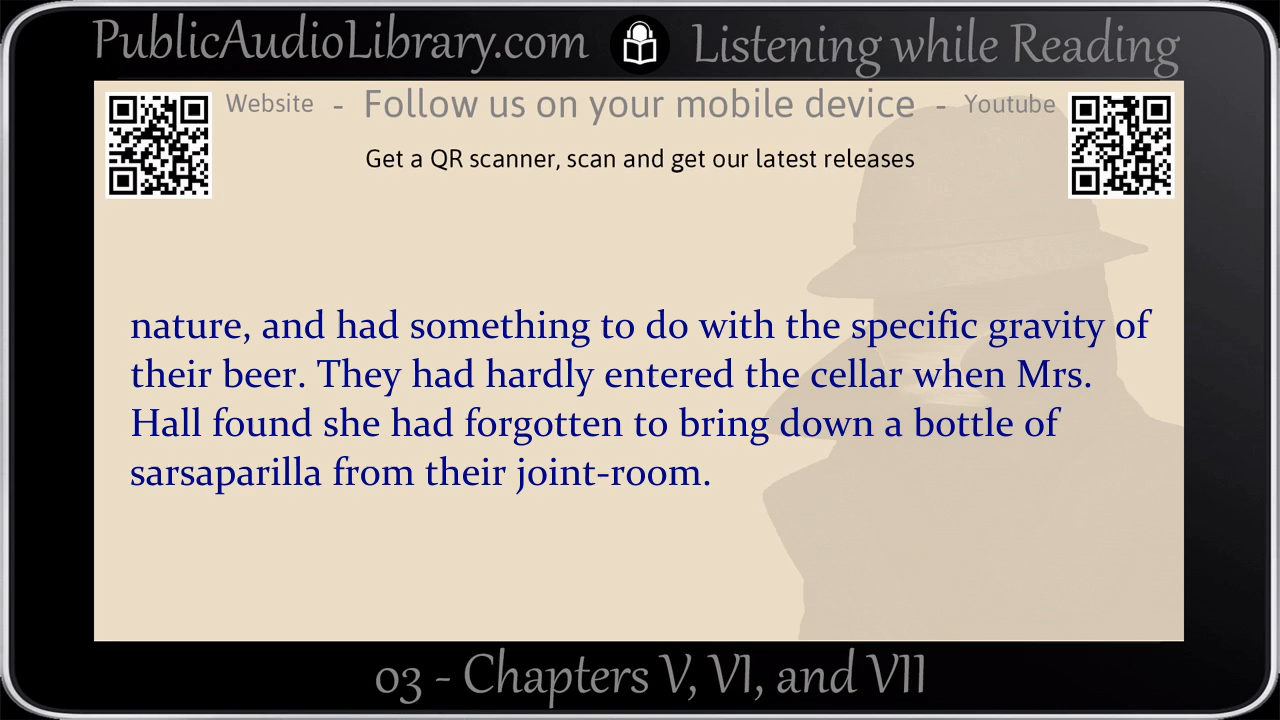 PublicAudioLibrary.com Listening while Reading
Website - Follow us on your mobile device - Youtube
Get a QR scanner, scan and get our latest releases
nature, and had something to do with the specific gravity of
their beer. They had hardly entered the cellar when Mrs.
Hall found she had forgotten to bring down a bottle of
sarsaparilla from their joint-room.
03 - Chapters V, VI, and VII